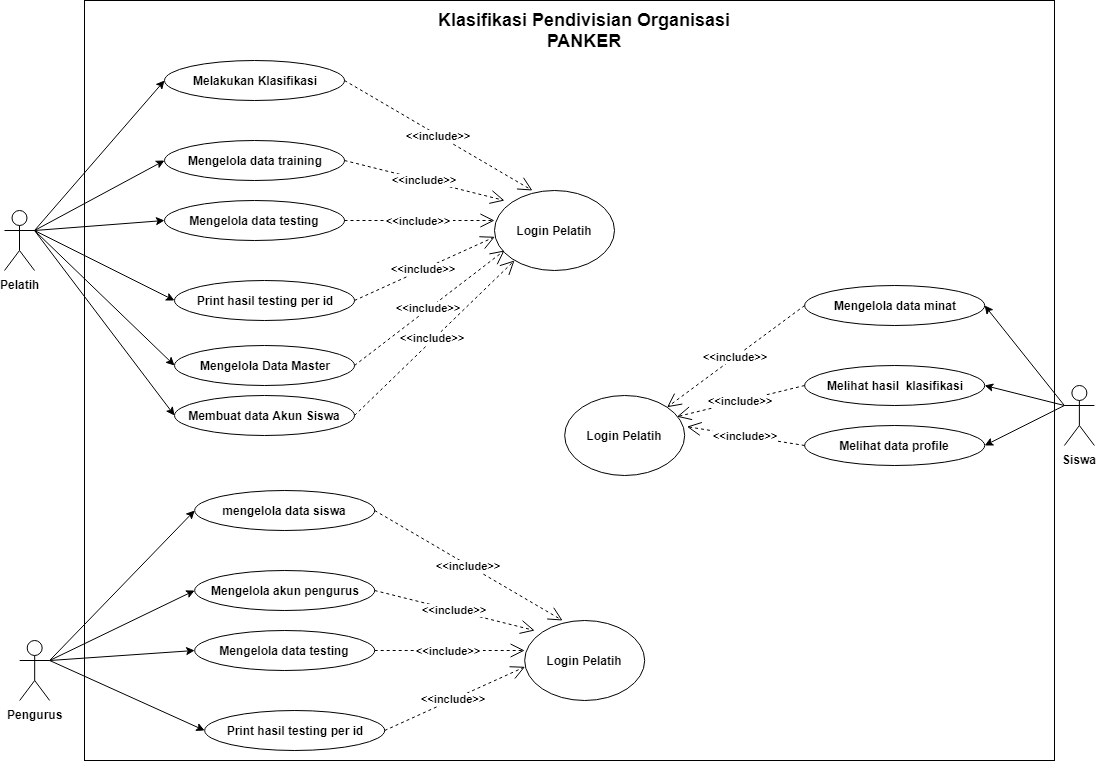 Klasifikasi Pendivisian Organisasi
PANKER
Melakukan Klasifikasi
<<include>>
Mengelola data training
<<include>>
Mengelola data testing
<<include>>
Login Pelatih
Pelatih
Print hasil testing per id
<<include>>
Mengelola Data Master
<<include>>
Membuat data Akun Siswa
<<include>>
Mengelola data minat
<<include>>
Melihat hasil klasifikasi
<<include>>
Login Pelatih
Melihat data profile
<<include>>
Siswa
mengelola data siswa
<<include>>
Mengelola akun pengurus
<<include>>
Mengelola data testing
<<include>>
Login Pelatih
Pengurus
Print hasil testing per id
<<include>>